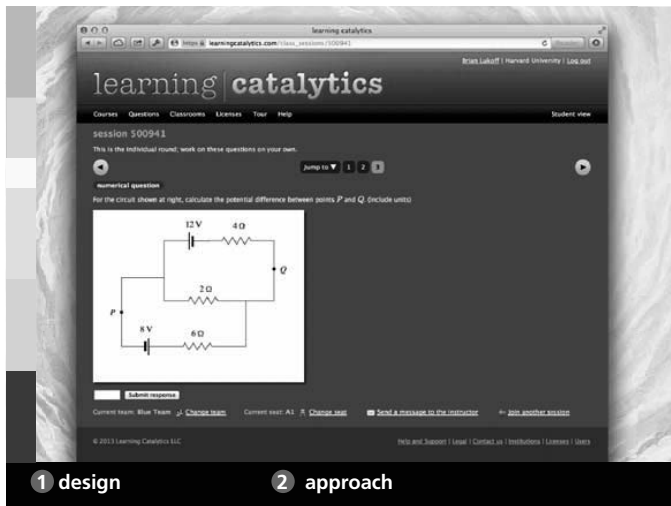 learning catalytics
https learningcatalytics.com/class_sessions/500941
Brian Lukoff | Harvard University | Log out
learning | catalytics
Courses Questions Classrooms Licenses Tour Help Student view
session 500941
This is the individual round; work on these questions on your own.
Jump to 1 2 3
numerical question
For the circuit shown at right, calculate the potential difference between points P and Q. (include units)
12 V 4 Ω
Q
2 Ω
P
8 V 6 Ω
Submit response
Current team: Blue Team Change team Current seat: A1 Change seat Send a message to the instructor Join another session
© 2013 Learning Catalytics LLC Help and Support | Legal | Contact us | Institutions | Licenses | Users
1 design 2 approach